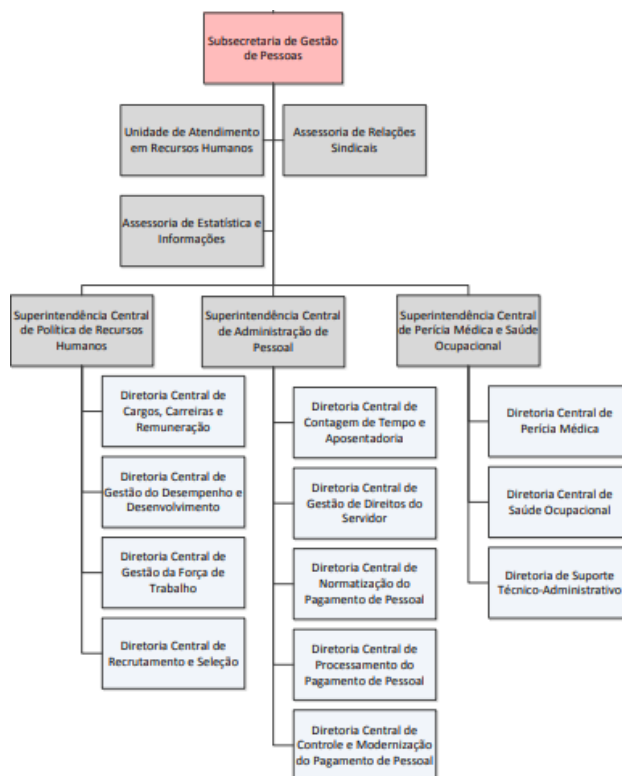 Subsecretaria de Gestão
de Pessoas
Unidade de Atendimento
em Recursos Humanos
Assessoria de Relações
Sindicais
Assessoria de Estatística e
Informações
Superintendência Central
de Política de Recursos
Humanos
Diretoria Central de
Cargos, Carreiras e
Remuneração
Diretoria Central de
Gestão do Desempenho e
Desenvolvimento
Diretoria Central de
Gestão da Força de
Trabalho
Diretoria Central de
Recrutamento e Seleção
Superintendência Central
de Administração de
Pessoal
Diretoria Central de
Contagem de Tempo e
Aposentadoria
Diretoria Central de
Gestão de Direitos do
Servidor
Diretoria Central de
Normatização do
Pagamento de Pessoal
Diretoria Central de
Processamento do
Pagamento de Pessoal
Diretoria Central de
Controle e Modernização
do Pagamento de Pessoal
Superintendência Central
de Perícia Médica e Saúde
Ocupacional
Diretoria Central de
Perícia Médica
Diretoria Central de
Saúde Ocupacional
Diretoria de Suporte
Técnico-Administrativo